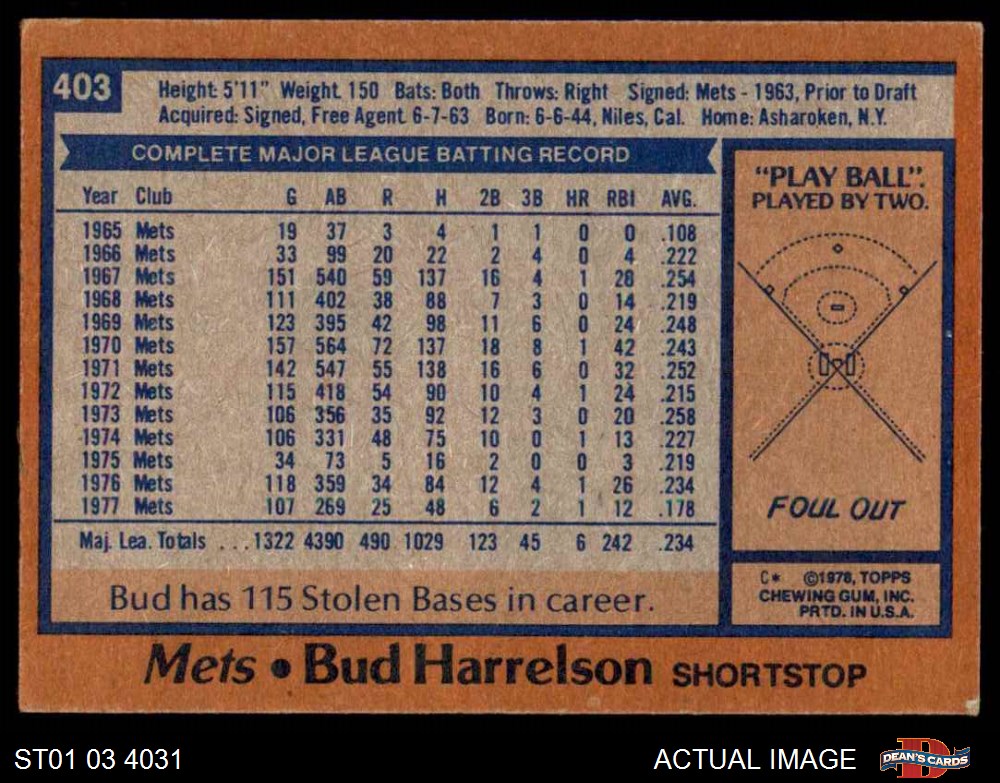 403
Height: 5'11" Weight. 150 Bats: Both Throws: Right Signed: Mets - 1963, Prior to Draft
Acquired: Signed, Free Agent 6-7-63 Born: 6-6-44, Niles, Cal. Home: Asharoken, N.Y.
COMPLETE MAJOR LEAGUE BATTING RECORD
Year Club G AB R H 2B 3B HR RBI AVG.
1965 Mets 19 37 3 4 1 1 0 0 .108
1966 Mets 33 99 20 22 2 4 0 4 .222
1967 Mets 151 540 59 137 16 4 1 28 .254
1968 Mets 111 402 38 88 7 3 0 14 .219
1969 Mets 123 395 42 98 11 6 0 24 .248
1970 Mets 157 564 72 137 18 8 1 42 .243
1971 Mets 142 547 55 138 16 6 0 32 .252
1972 Mets 115 418 54 90 10 4 1 24 .215
1973 Mets 106 356 35 92 12 3 0 20 .258
1974 Mets 106 331 48 75 10 0 1 13 .227
1975 Mets 34 73 5 16 2 0 0 3 .219
1976 Mets 118 359 34 84 12 4 1 26 .234
1977 Mets 107 269 25 48 6 2 1 12 .178
Maj. Lea. Totals ...1322 4390 490 1029 123 45 6 242 .234
Bud has 115 Stolen Bases in career.
"PLAY BALL".
PLAYED BY TWO.
FOUL OUT
C* ©1978, TOPPS
CHEWING GUM, INC.
PRTD. IN U.S.A.
Mets • Bud Harrelson SHORTSTOP
ST01 03 4031
ACTUAL IMAGE
D
DEAN'S CARDS